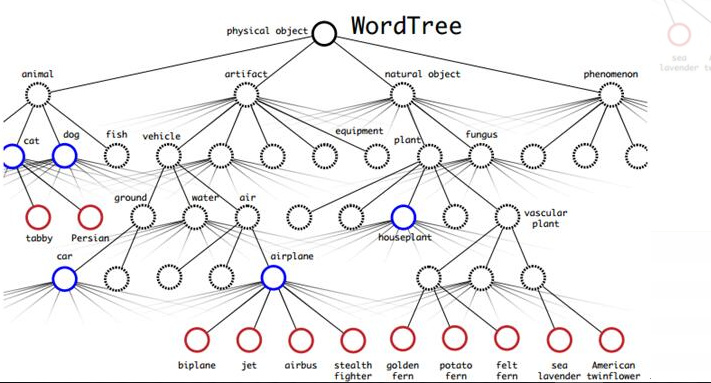 WordTree
physical object
animal
artifact
natural object
phenomenon
cat
dog
fish
vehicle
equipment
plant
fungus
tabby
Persian
ground
water
air
houseplant
vascular
plant
car
airplane
biplane
jet
airbus
stealth
fighter
golden
fern
potato
fern
felt
fern
sea
lavender
American
twinflower
sea
lavender